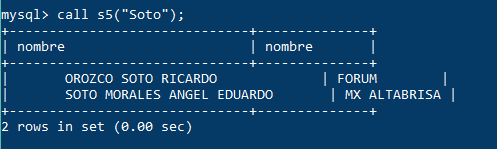 mysql> call s5("Soto");
+--------------------------------+--------------+
| nombre                         | nombre       |
+--------------------------------+--------------+
|       OROZCO SOTO RICARDO              | FORUM        |
|       SOTO MORALES ANGEL EDUARDO       | MX ALTABRISA |
+--------------------------------+--------------+
2 rows in set (0.00 sec)